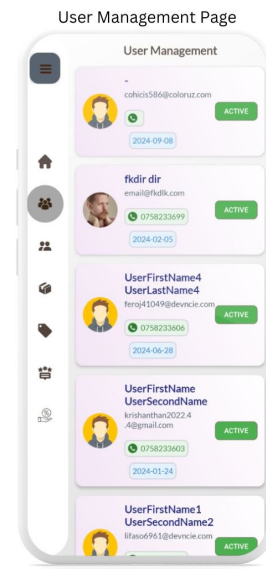 User Management Page
User Management
-
cohicis586@coloruz.com
ACTIVE
2024-09-08
fkdir dir
email@fkdlk.com
ACTIVE
0758233699
2024-02-05
UserFirstName4
UserLastName4
feroj41049@devncie.com
ACTIVE
0758233606
2024-06-28
UserFirstName
UserSecondName
krishanthan2022.4
.4@gmail.com
ACTIVE
0758233603
2024-01-24
UserFirstName1
UserSecondName2
lifaso6961@devncie.com
ACTIVE